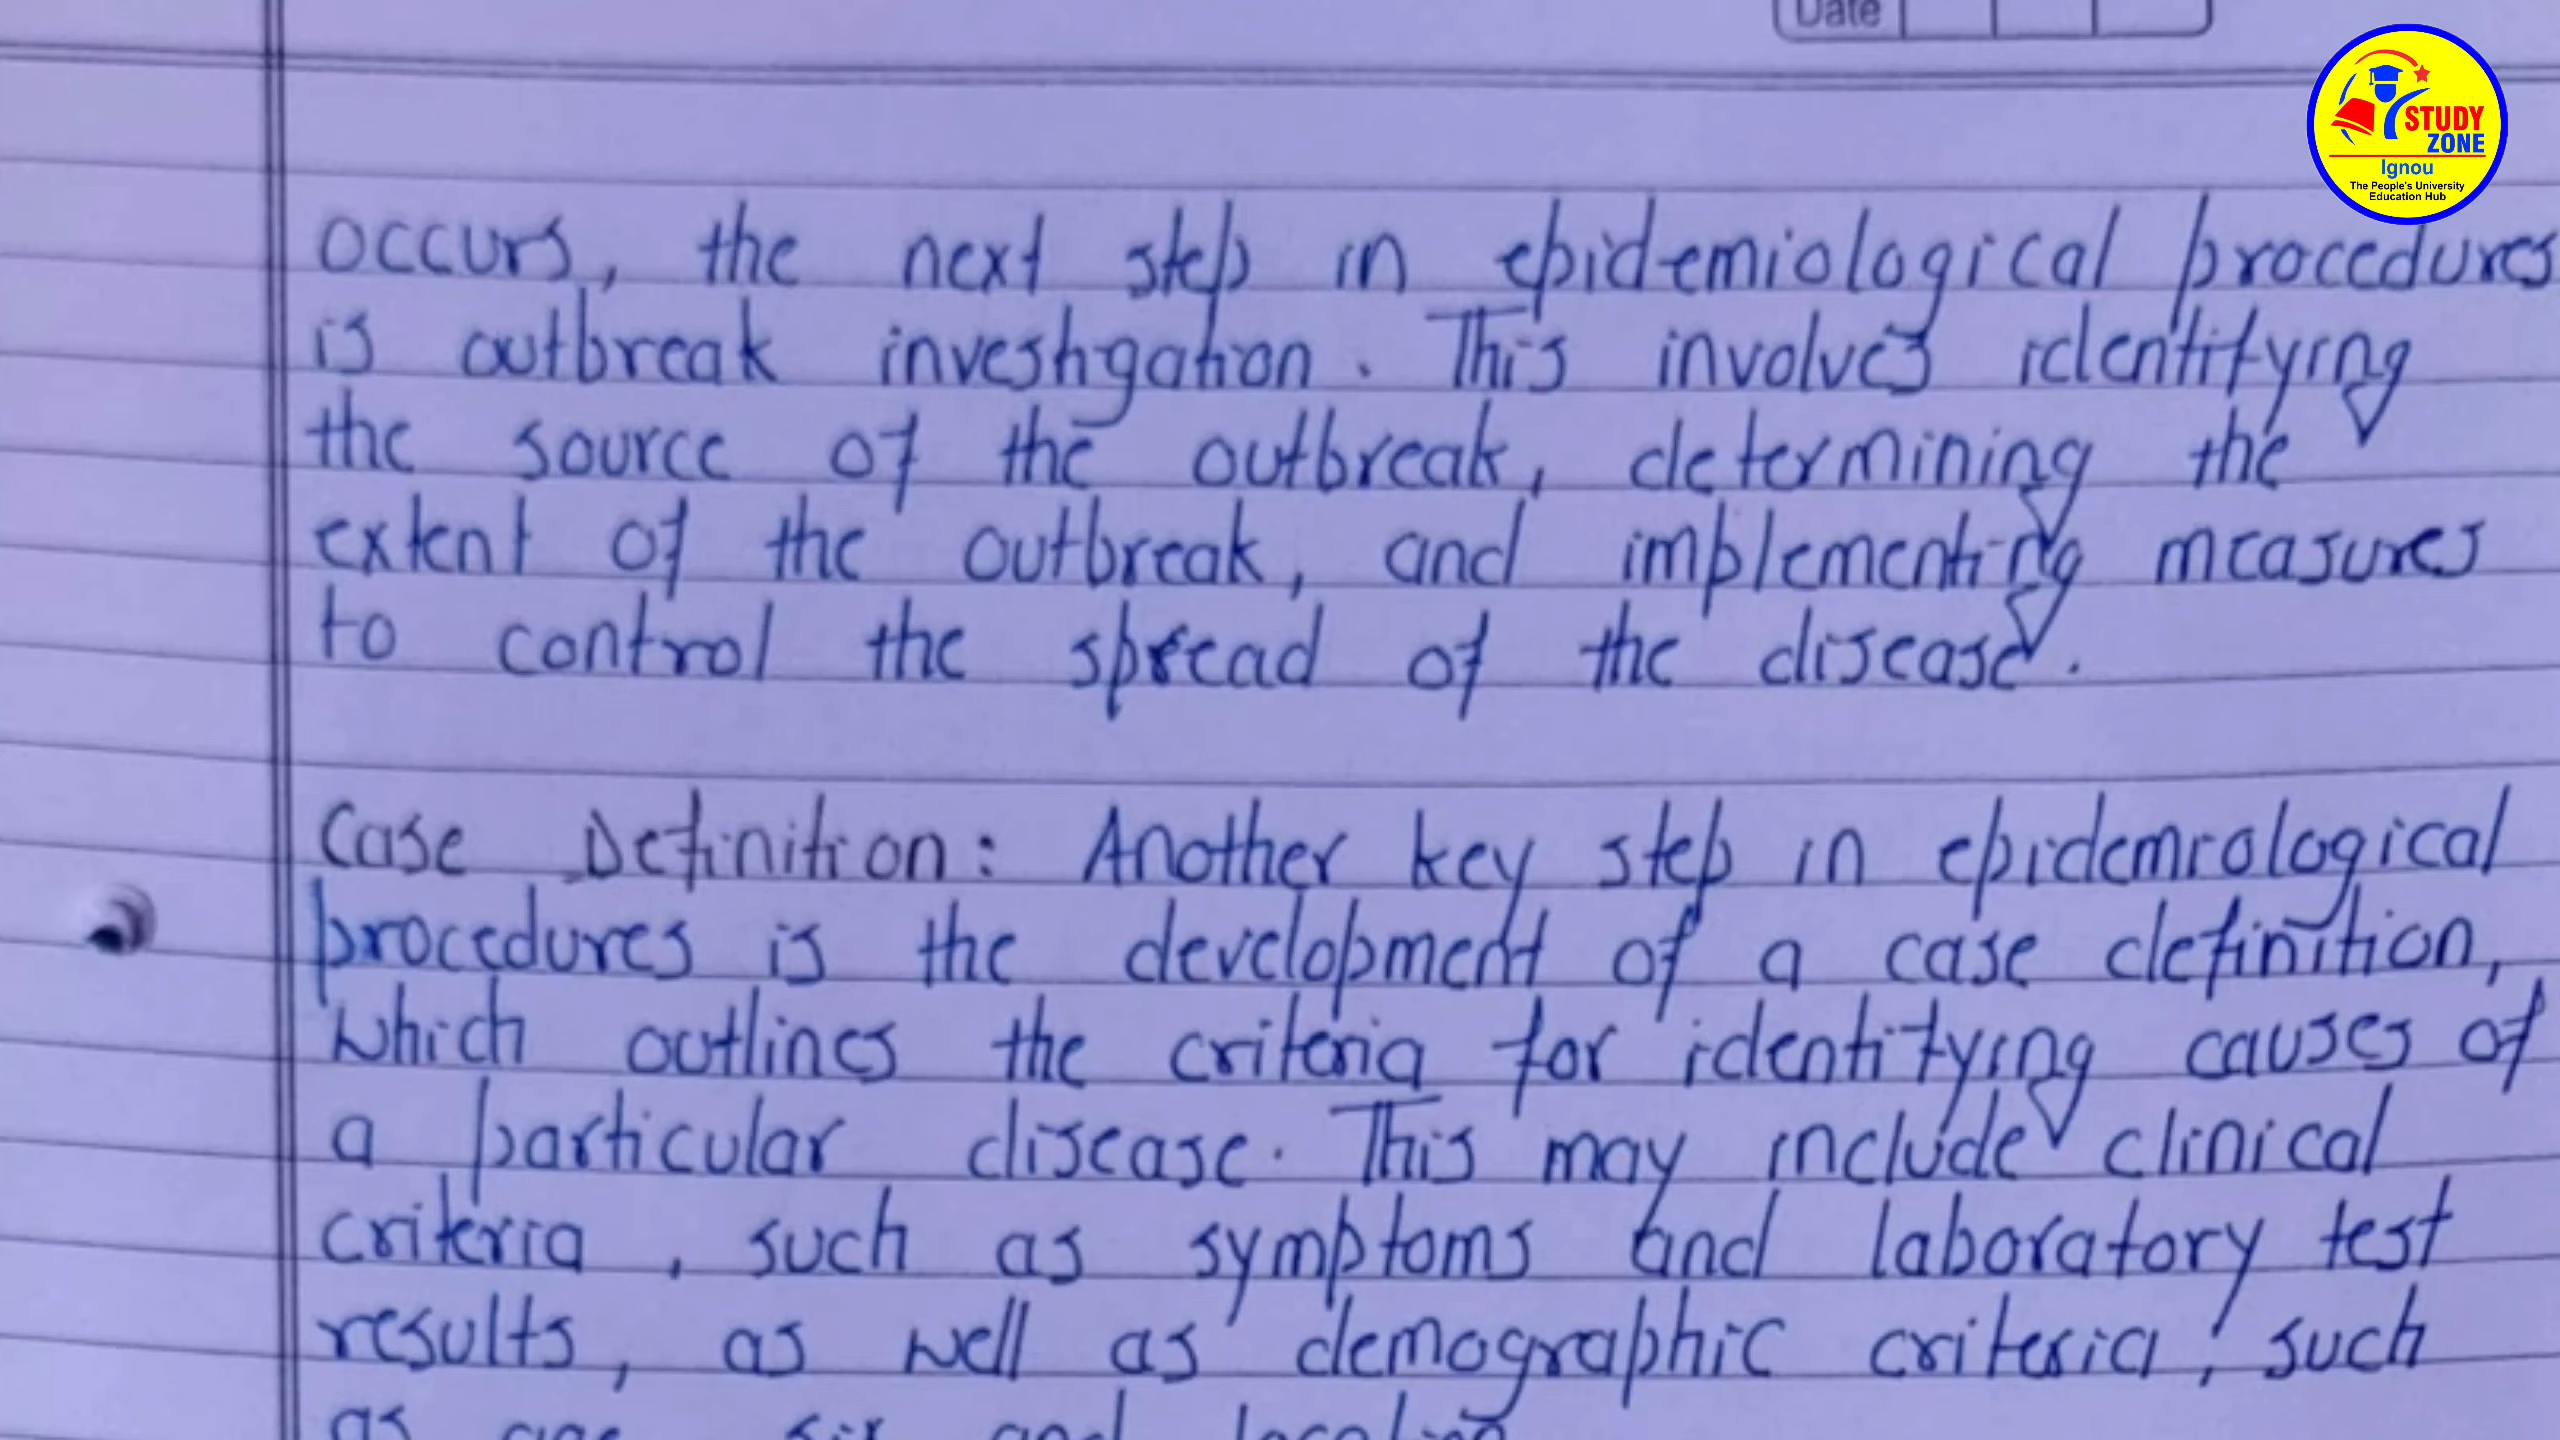 Date
STUDY
ZONE
Ignou
The People's University
Education Hub
occurs, the next step in epidemiological procedures
is outbreak investigation. This involves identifying
the source of the outbreak, determining the
extent of the outbreak, and implementing measures
to control the spread of the disease.
Case Definition: Another key step in epidemiological
procedures is the development of a case definition,
which outlines the criteria for identifying causes of
a particular disease. This may include clinical
criteria, such as symptoms and laboratory test
results, as well as demographic criteria, such
as age and